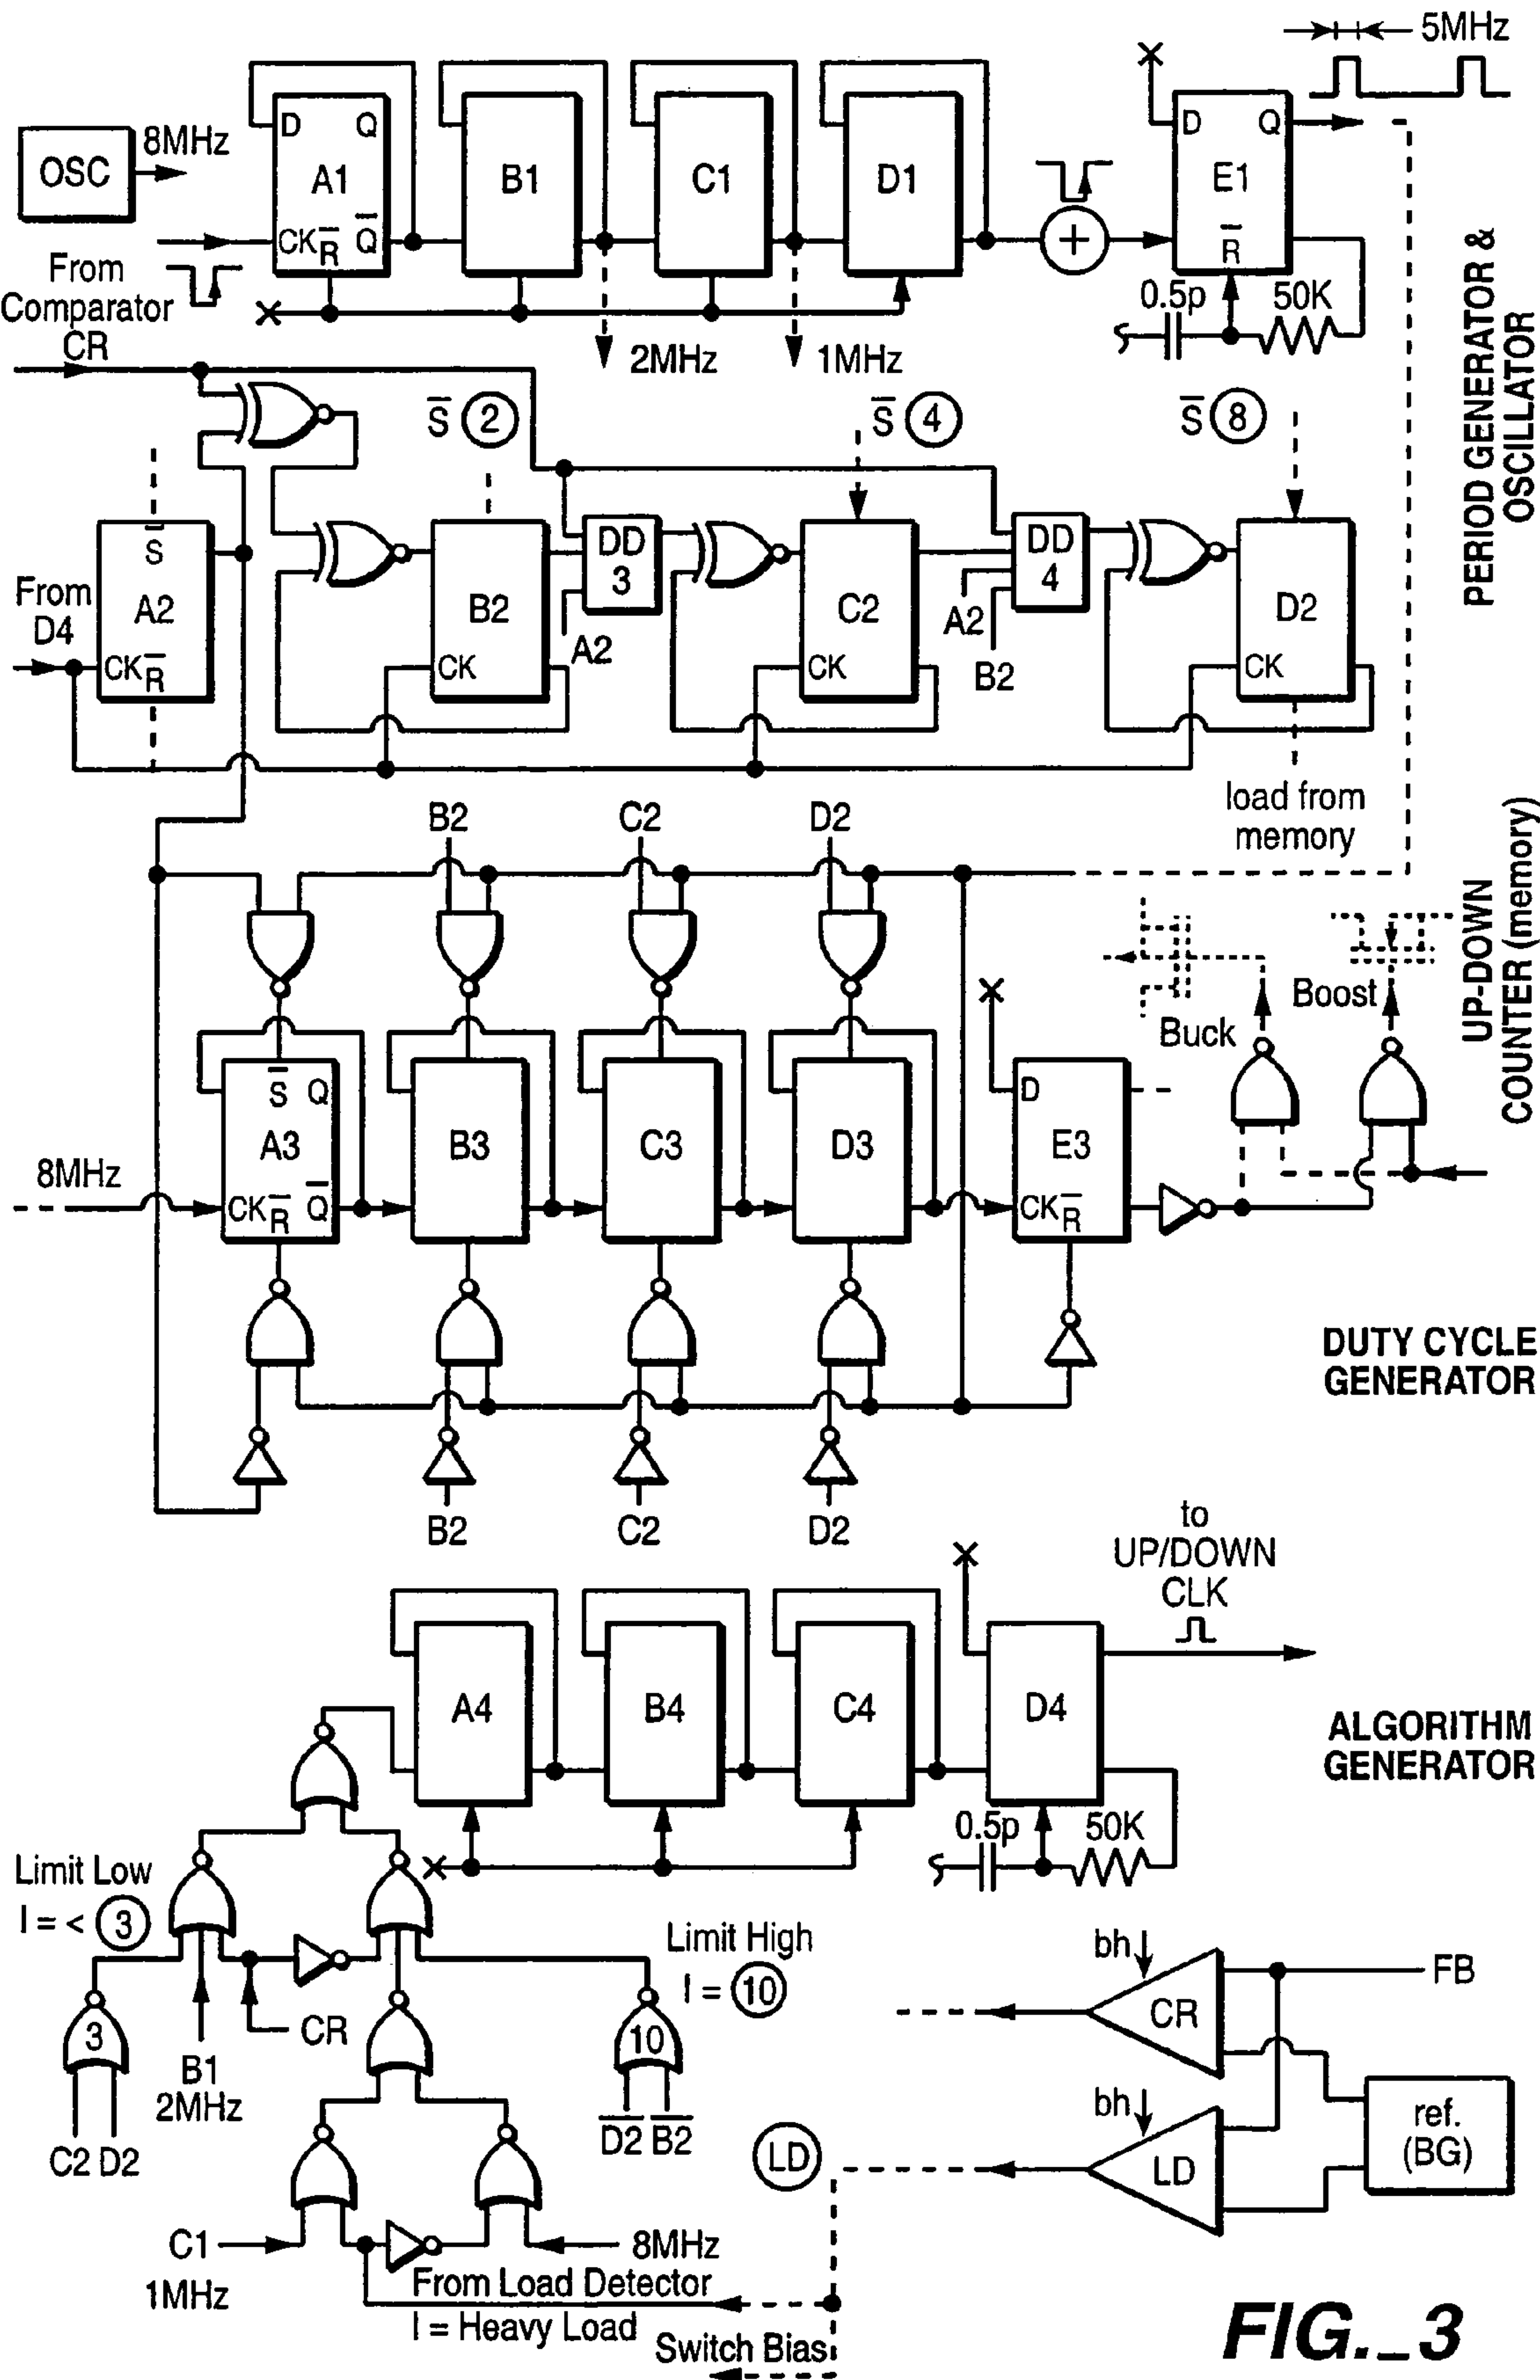 5MHz
OSC
8MHz
D Q
A1
CK R Q
B1
C1
D1
D Q
E1
R
From
Comparator
CR
2MHz
1MHz
0.5p
50K
PERIOD GENERATOR &
OSCILLATOR
S 2
S 4
S 8
From
D4
S
A2
CK R
B2
CK
DD
3
A2
C2
CK
DD
4
A2
B2
D2
CK
load from
memory
UP-DOWN
COUNTER (memory)
B2
C2
D2
Buck
Boost
8MHz
S Q
A3
CK R Q
B3
C3
D3
D
E3
CK R
DUTY CYCLE
GENERATOR
B2
C2
D2
to
UP/DOWN
CLK
A4
B4
C4
D4
ALGORITHM
GENERATOR
0.5p
50K
Limit Low
I = < 3
Limit High
I = 10
3
CR
10
B1
2MHz
C2 D2
D2 B2
bh
CR
FB
bh
LD
ref.
(BG)
LD
C1
1MHz
8MHz
From Load Detector
I = Heavy Load
Switch Bias
FIG._3